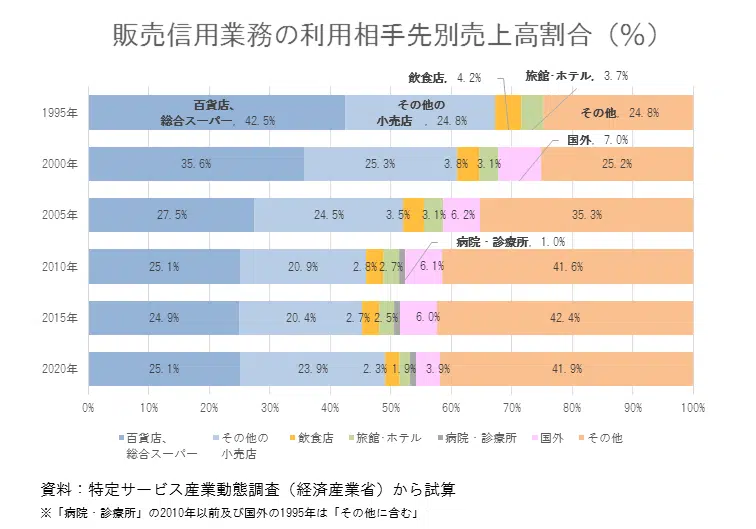 販売信用業務の利用相手先別売上高割合（%）
飲食店, 4.2%
旅館･ホテル, 3.7%
1995年
百貨店、
総合スーパー, 42.5%
その他の
小売店 , 24.8%
その他, 24.8%
国外, 7.0%
2000年
35.6%
25.3%
3.8%
3.1%
25.2%
2005年
27.5%
24.5%
3.5%
3.1%
6.2%
35.3%
病院・診療所, 1.0%
2010年
25.1%
20.9%
2.8%
2.7%
6.1%
41.6%
2015年
24.9%
20.4%
2.7%
2.5%
6.0%
42.4%
2020年
25.1%
23.9%
2.3%
1.9%
3.9%
41.9%
0% 10% 20% 30% 40% 50% 60% 70% 80% 90% 100%
百貨店、
総合スーパー
その他の
小売店
飲食店
旅館･ホテル
病院・診療所
国外
その他
資料：特定サービス産業動態調査（経済産業省）から試算
※「病院・診療所」の2010年以前及び国外の1995年は「その他に含む」